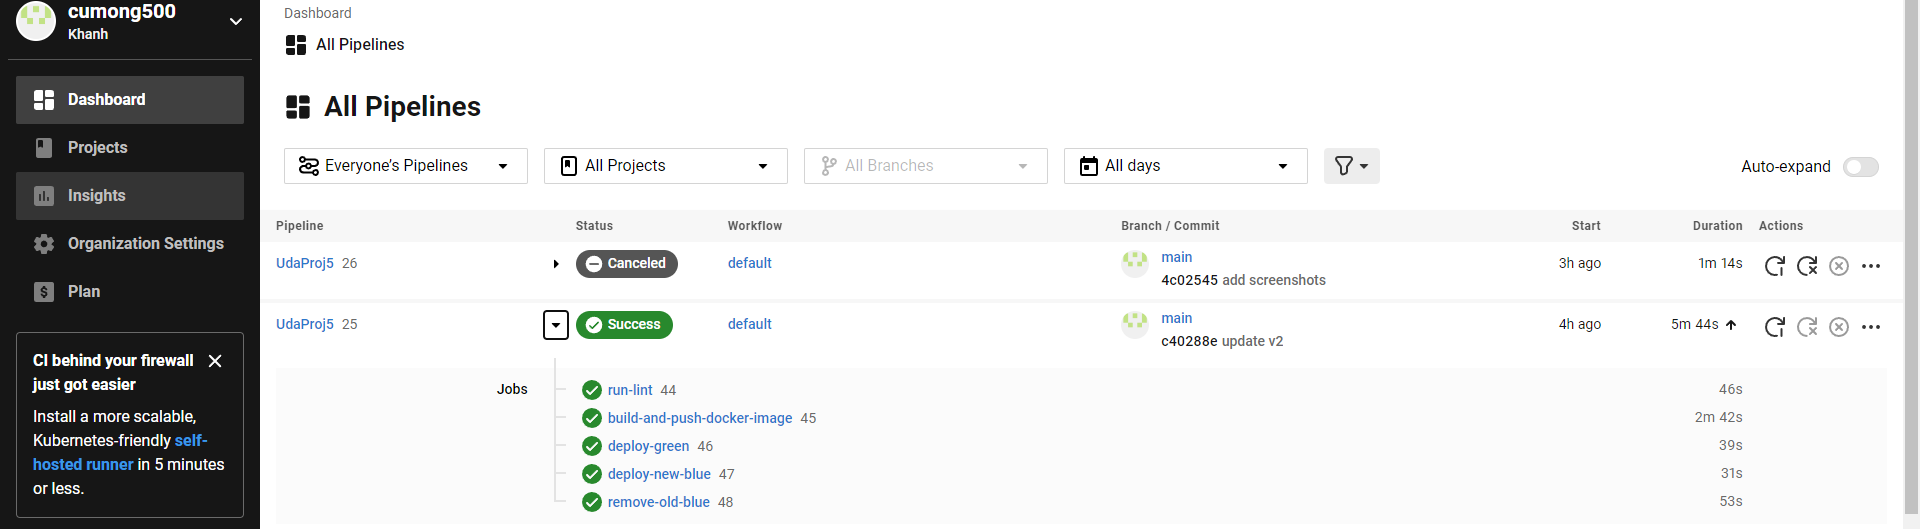 cumong500
Khanh
Dashboard
Projects
Insights
Organization Settings
Plan
CI behind your firewall
just got easier
Install a more scalable,
Kubernetes-friendly self-
hosted runner in 5 minutes
or less.
Dashboard
All Pipelines
All Pipelines
Everyone’s Pipelines
All Projects
All Branches
All days
Auto-expand
Pipeline Status Workflow Branch / Commit Start Duration Actions
UdaProj5 26 Canceled default main 3h ago 1m 14s
4c02545 add screenshots
UdaProj5 25 Success default main 4h ago 5m 44s
c40288e update v2
Jobs
run-lint 44 46s
build-and-push-docker-image 45 2m 42s
deploy-green 46 39s
deploy-new-blue 47 31s
remove-old-blue 48 53s